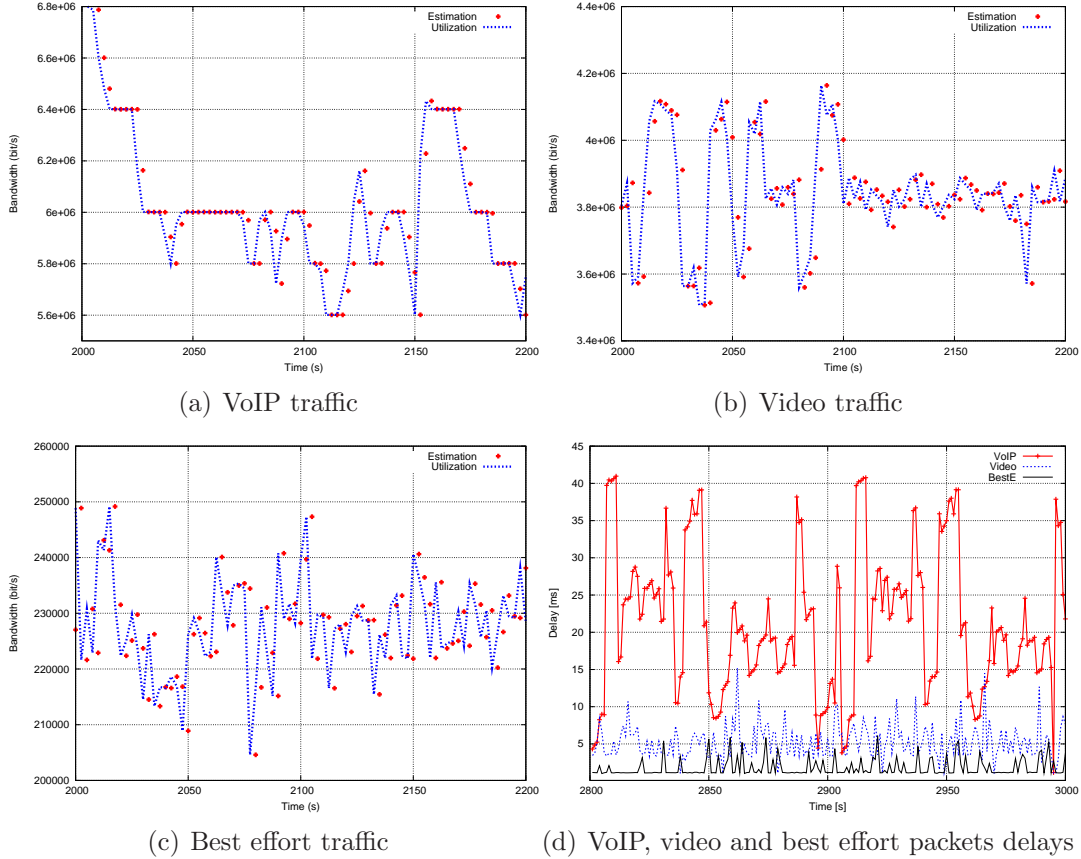 6.8e+06
6.6e+06
6.4e+06
6.2e+06
6e+06
5.8e+06
5.6e+06
Bandwidth (bit/s)
Estimation
Utilization
2000 2050 2100 2150 2200
Time (s)
(a) VoIP traffic
4.4e+06
4.2e+06
4e+06
3.8e+06
3.6e+06
3.4e+06
Bandwidth (bit/s)
Estimation
Utilization
2000 2050 2100 2150 2200
Time (s)
(b) Video traffic
260000
250000
240000
230000
220000
210000
200000
Bandwidth (bit/s)
Estimation
Utilization
2000 2050 2100 2150 2200
Time (s)
(c) Best effort traffic
45
40
35
30
25
20
15
10
5
Delay [ms]
VoIP
Video
BestE
2800 2850 2900 2950 3000
Time [s]
(d) VoIP, video and best effort packets delays